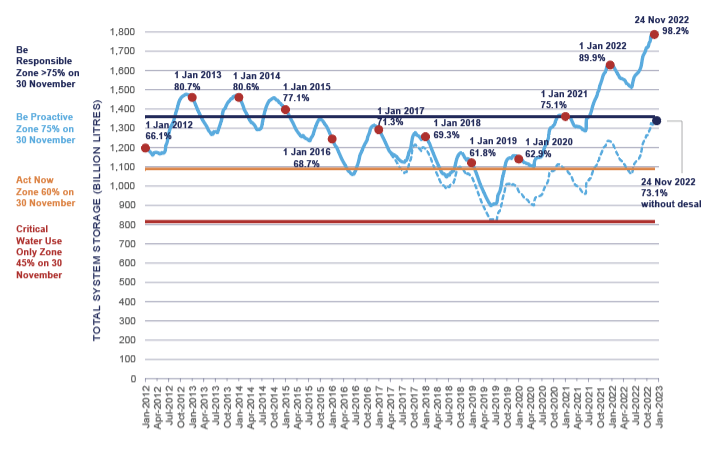 24 Nov 2022
98.2%
1 Jan 2022
89.9%
Be
Responsible
Zone >75% on
30 November
1 Jan 2013
80.7%
1 Jan 2014
80.6%
1 Jan 2015
77.1%
1 Jan 2021
75.1%
Be Proactive
Zone 75% on
30 November
1 Jan 2012
66.1%
1 Jan 2016
68.7%
1 Jan 2017
71.3%
1 Jan 2018
69.3%
1 Jan 2019
61.8%
1 Jan 2020
62.9%
Act Now
Zone 60% on
30 November
24 Nov 2022
73.1%
without desal
Critical
Water Use
Only Zone
45% on 30
November
TOTAL SYSTEM STORAGE (BILLION LITRES)
1,800
1,700
1,600
1,500
1,400
1,300
1,200
1,100
1,000
900
800
700
600
500
400
300
200
100
0
Jan-2012
Apr-2012
Jul-2012
Oct-2012
Jan-2013
Apr-2013
Jul-2013
Oct-2013
Jan-2014
Apr-2014
Jul-2014
Oct-2014
Jan-2015
Apr-2015
Jul-2015
Oct-2015
Jan-2016
Apr-2016
Jul-2016
Oct-2016
Jan-2017
Apr-2017
Jul-2017
Oct-2017
Jan-2018
Apr-2018
Jul-2018
Oct-2018
Jan-2019
Apr-2019
Jul-2019
Oct-2019
Jan-2020
Apr-2020
Jul-2020
Oct-2020
Jan-2021
Apr-2021
Jul-2021
Oct-2021
Jan-2022
Apr-2022
Jul-2022
Oct-2022
Jan-2023